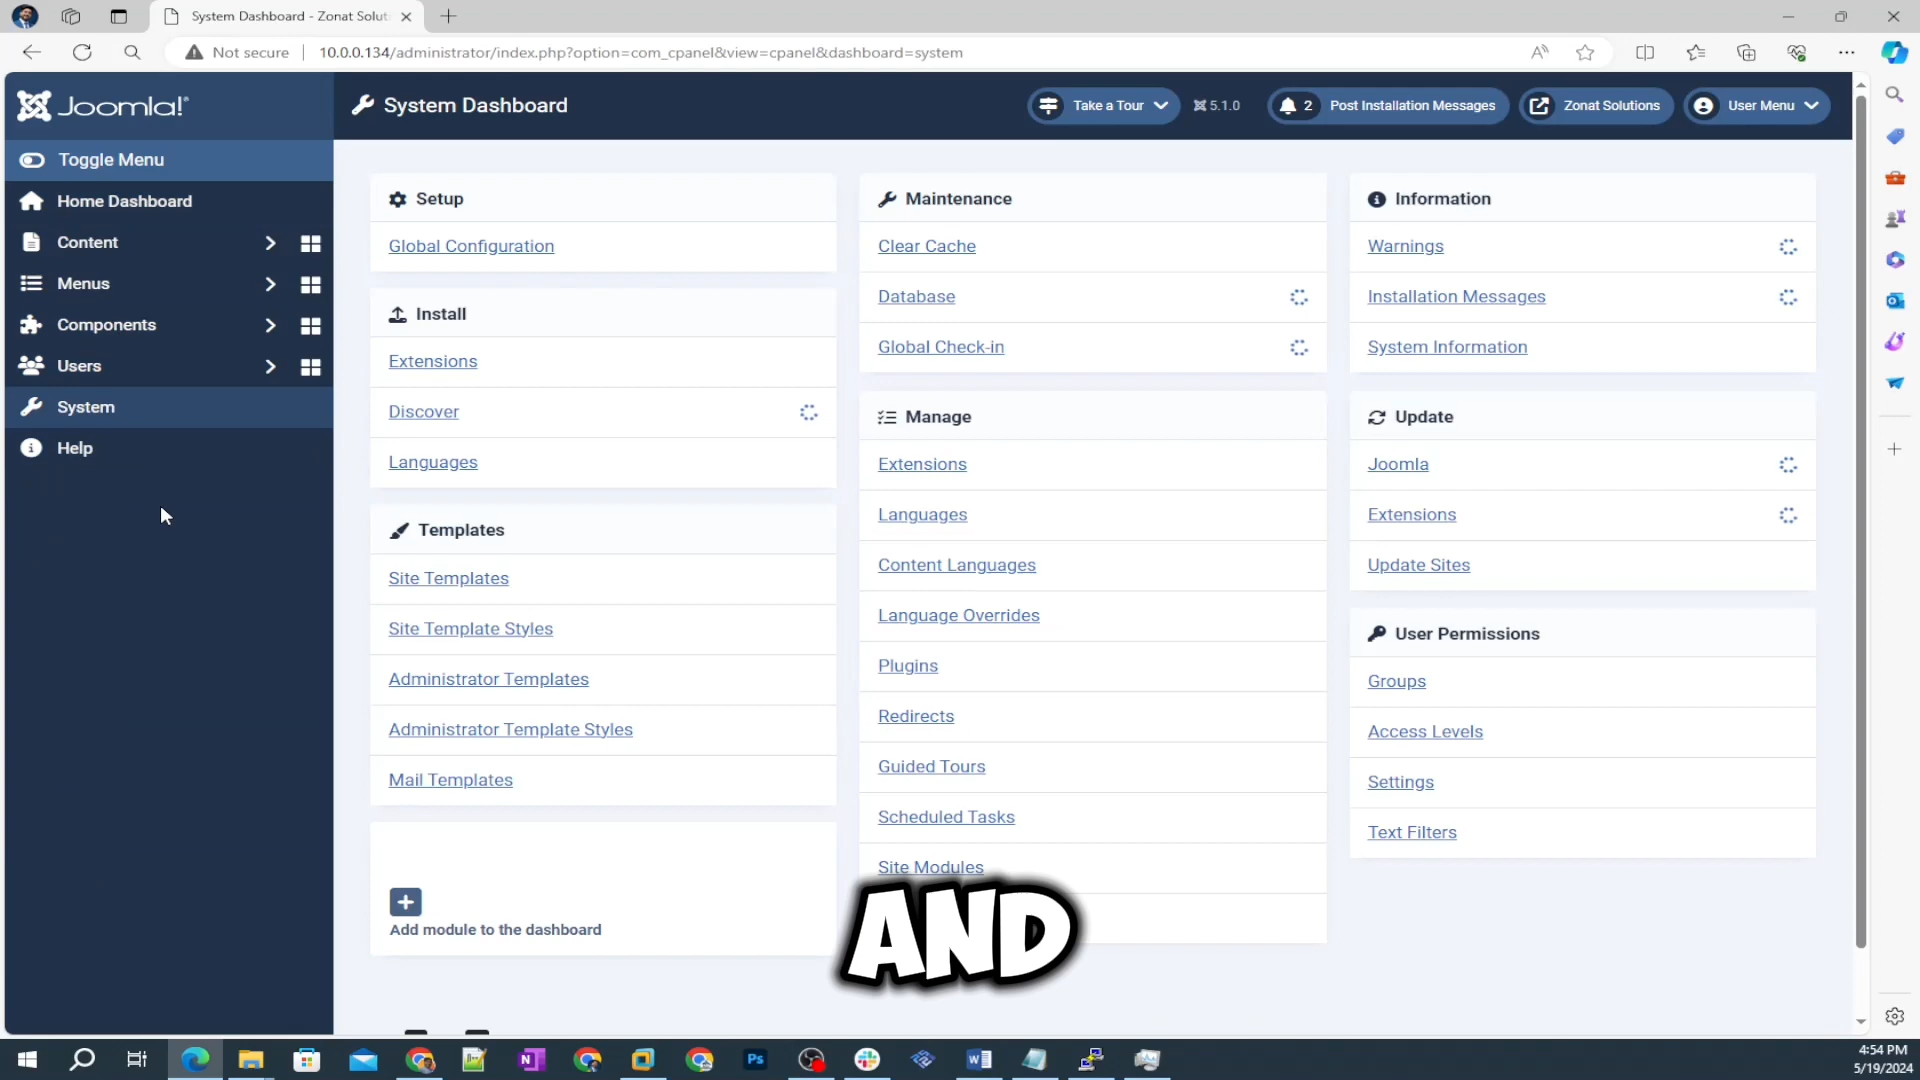 System Dashboard - Zonat Soluti
Not secure
10.0.0.134/administrator/index.php?option=com_cpanel&view=cpanel&dashboard=system
Joomla!®
System Dashboard
Take a Tour
5.1.0
2
Post Installation Messages
Zonat Solutions
User Menu
Toggle Menu
Home Dashboard
Content
Menus
Components
Users
System
Help
Setup
Global Configuration
Install
Extensions
Discover
Languages
Templates
Site Templates
Site Template Styles
Administrator Templates
Administrator Template Styles
Mail Templates
Add module to the dashboard
Maintenance
Clear Cache
Database
Global Check-in
Manage
Extensions
Languages
Content Languages
Language Overrides
Plugins
Redirects
Guided Tours
Scheduled Tasks
Site Modules
Information
Warnings
Installation Messages
System Information
Update
Joomla
Extensions
Update Sites
User Permissions
Groups
Access Levels
Settings
Text Filters
AND
4:54 PM
5/19/2024